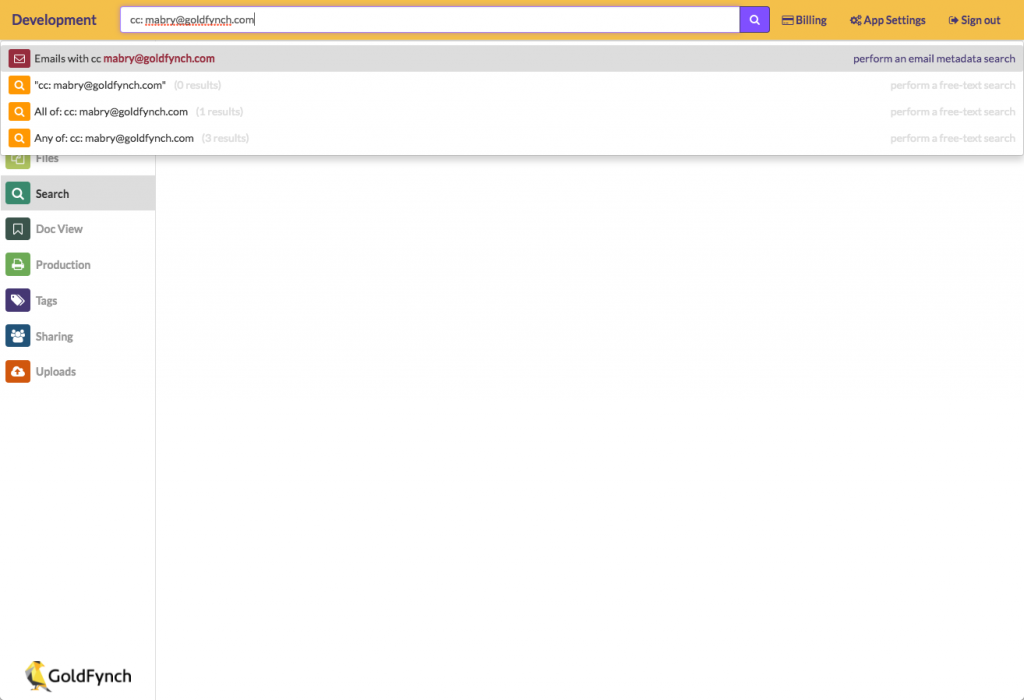 Development
cc: mabry@goldfynch.com
Billing
App Settings
Sign out
Emails with cc mabry@goldfynch.com
perform an email metadata search
"cc: mabry@goldfynch.com" (0 results)
perform a free-text search
All of: cc: mabry@goldfynch.com (1 results)
perform a free-text search
Any of: cc: mabry@goldfynch.com (3 results)
perform a free-text search
Files
Search
Doc View
Production
Tags
Sharing
Uploads
GoldFynch